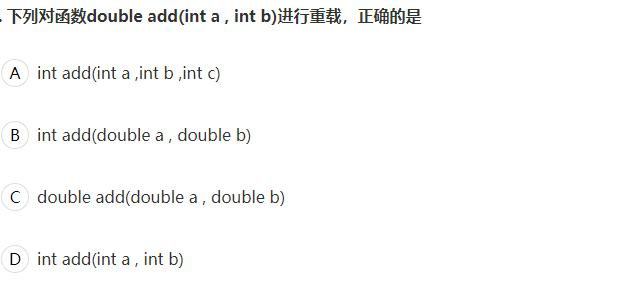 . 下列对函数double add(int a , int b)进行重载，正确的是
A int add(int a ,int b ,int c)
B int add(double a , double b)
C double add(double a , double b)
D int add(int a , int b)